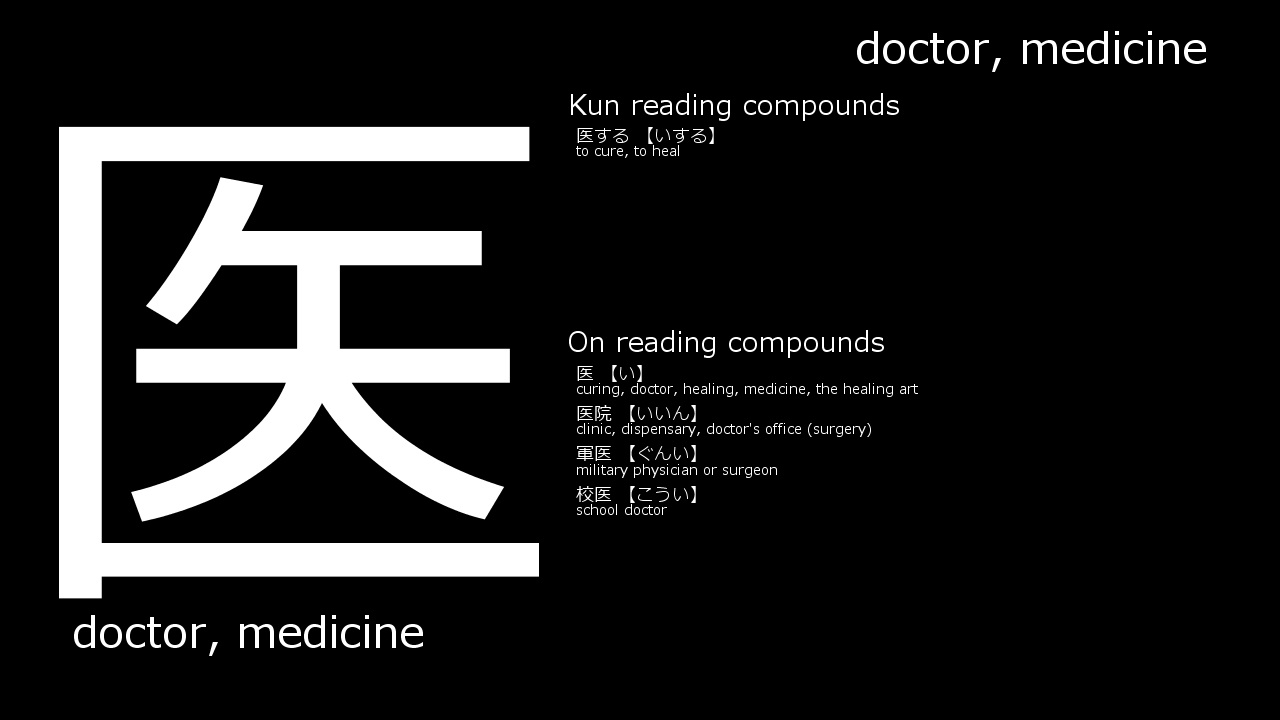 doctor, medicine
医
doctor, medicine
Kun reading compounds
医する 【いする】
to cure, to heal
On reading compounds
医 【い】
curing, doctor, healing, medicine, the healing art
医院 【いいん】
clinic, dispensary, doctor's office (surgery)
軍医 【ぐんい】
military physician or surgeon
校医 【こうい】
school doctor